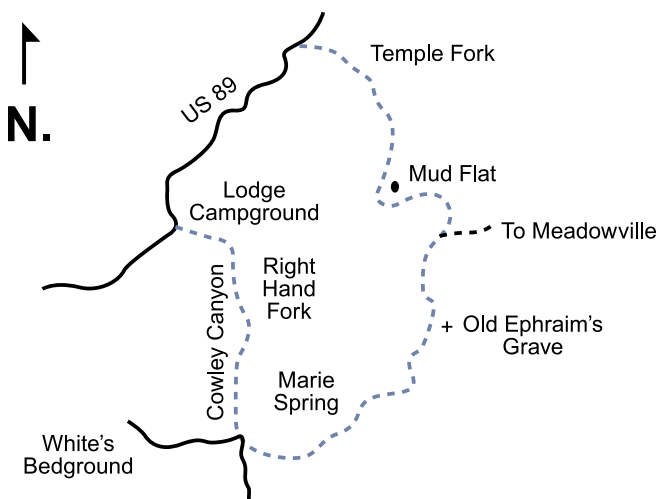 Temple Fork
US 89
N.
Mud Flat
Lodge
Campground
To Meadowville
Right
Hand
Fork
Cowley Canyon
+ Old Ephraim's
Grave
Marie
Spring
White's
Bedground